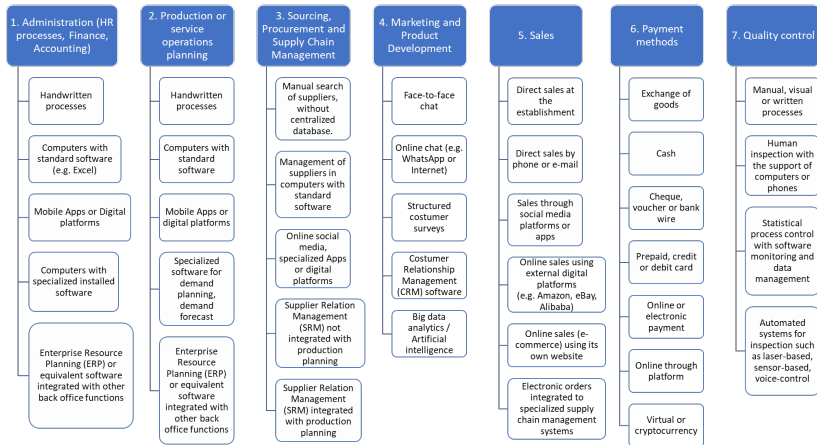 1. Administration (HR
processes, Finance,
Accounting)
Handwritten
processes
Computers with
standard software
(e.g. Excel)
Mobile Apps or Digital
platforms
Computers with
specialized installed
software
Enterprise Resource
Planning (ERP) or
equivalent software
integrated with other
back office functions
2. Production or
service
operations
planning
Handwritten
processes
Computers with
standard
software
Mobile Apps or
digital platforms
Specialized
software for
demand
planning,
demand
forecast
Enterprise
Resource
Planning (ERP)
or equivalent
software
integrated with
other back
office functions
3. Sourcing,
Procurement and
Supply Chain
Management
Manual search
of suppliers,
without
centralized
database.
Management of
suppliers in
computers with
standard
software
Online social
media,
specialized Apps
or digital
platforms
Supplier Relation
Management
(SRM) not
integrated with
production
planning
Supplier Relation
Management
(SRM) integrated
with production
planning
4. Marketing and
Product
Development
Face-to-face
chat
Online chat (e.g.
WhatsApp or
Internet)
Structured
costumer
surveys
Costumer
Relationship
Management
(CRM) software
Big data
analytics /
Artificial
intelligence
5. Sales
Direct sales at
the
establishment
Direct sales by
phone or e-mail
Sales through
social media
platforms or
apps
Online sales using
external digital
platforms
(e.g. Amazon, eBay,
Alibaba)
Online sales (e-
commerce) using
its own website
Electronic orders
integrated to
specialized supply
chain management
systems
6. Payment
methods
Exchange of
goods
Cash
Cheque,
voucher or bank
wire
Prepaid, credit
or debit card
Online or
electronic
payment
Online through
platform
Virtual or
cryptocurrency
7. Quality control
Manual, visual
or written
processes
Human
inspection with
the support of
computers or
phones
Statistical
process control
with software
monitoring and
data
management
Automated
systems for
inspection such
as laser-based,
sensor-based,
voice-control